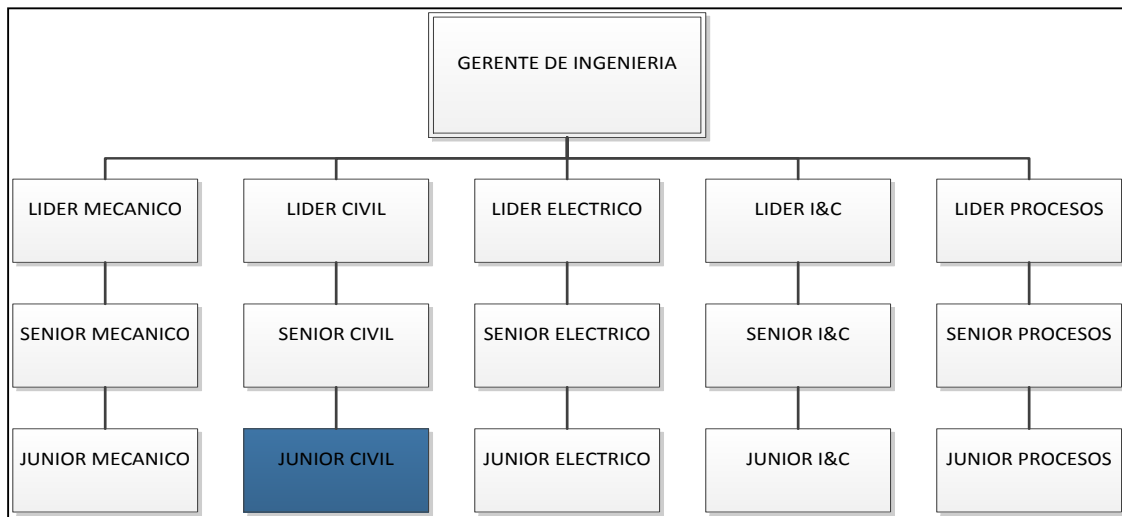 GERENTE DE INGENIERIA
LIDER MECANICO
LIDER CIVIL
LIDER ELECTRICO
LIDER I&C
LIDER PROCESOS
SENIOR MECANICO
SENIOR CIVIL
SENIOR ELECTRICO
SENIOR I&C
SENIOR PROCESOS
JUNIOR MECANICO
JUNIOR CIVIL
JUNIOR ELECTRICO
JUNIOR I&C
JUNIOR PROCESOS